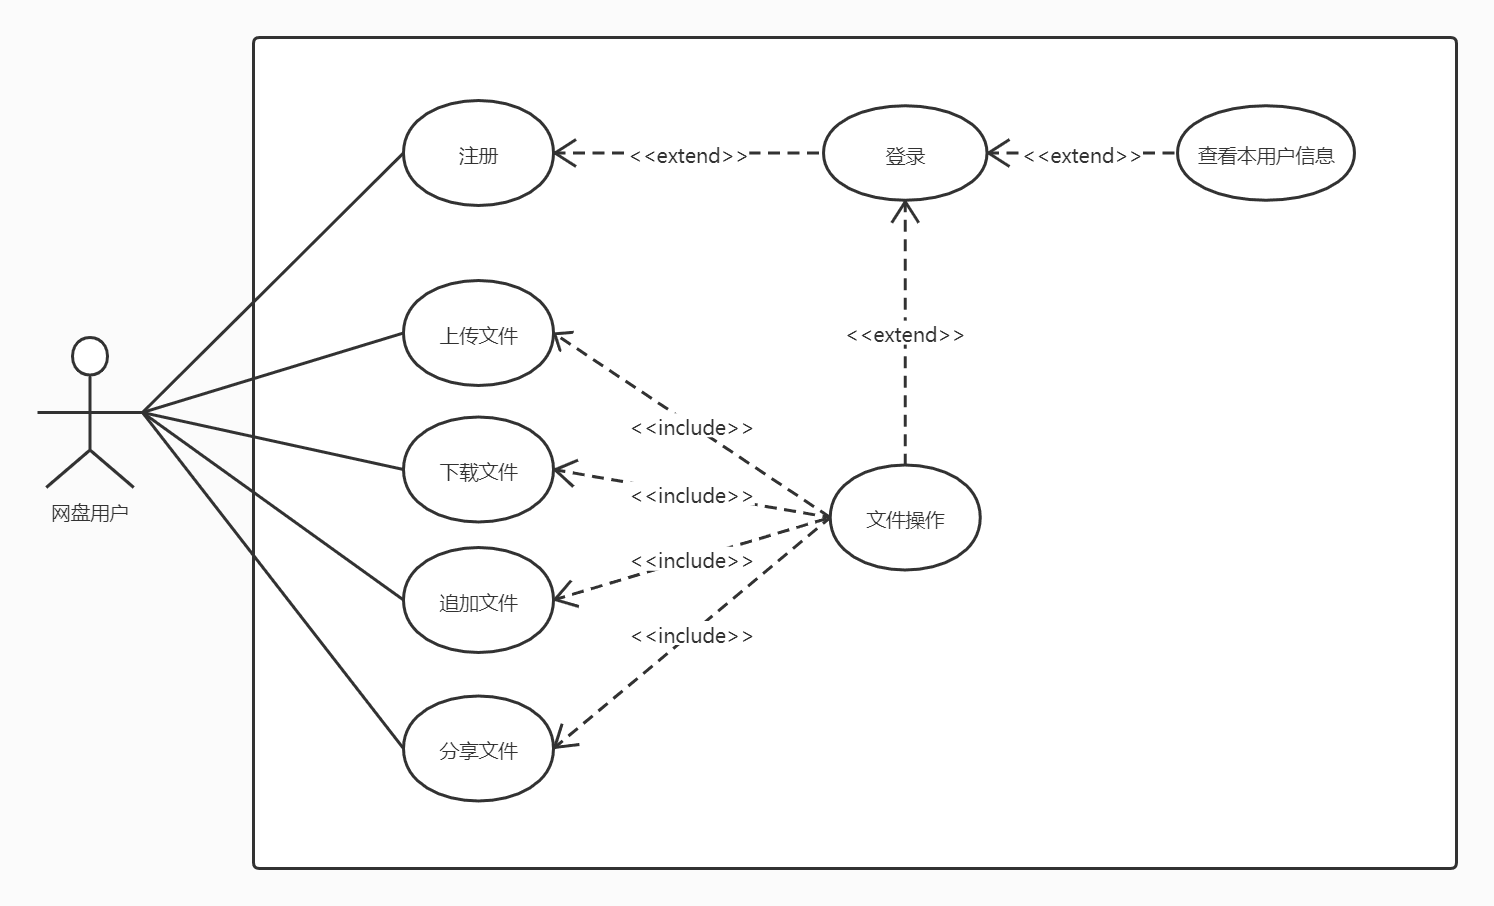 注册
<<extend>>
登录
<<extend>>
查看本用户信息
上传文件
<<extend>>
<<include>>
下载文件
<<include>>
网盘用户
文件操作
<<include>>
追加文件
<<include>>
分享文件